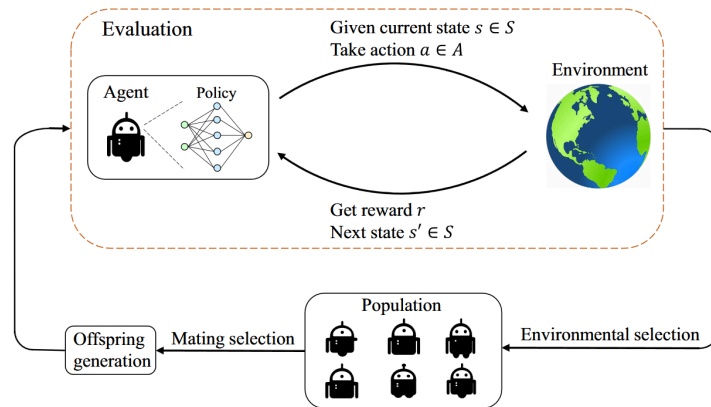 Evaluation
Given current state s ∈ S
Take action a ∈ A
Environment
Agent
Policy
Get reward r
Next state s′ ∈ S
Population
Offspring
generation
Mating selection
Environmental selection